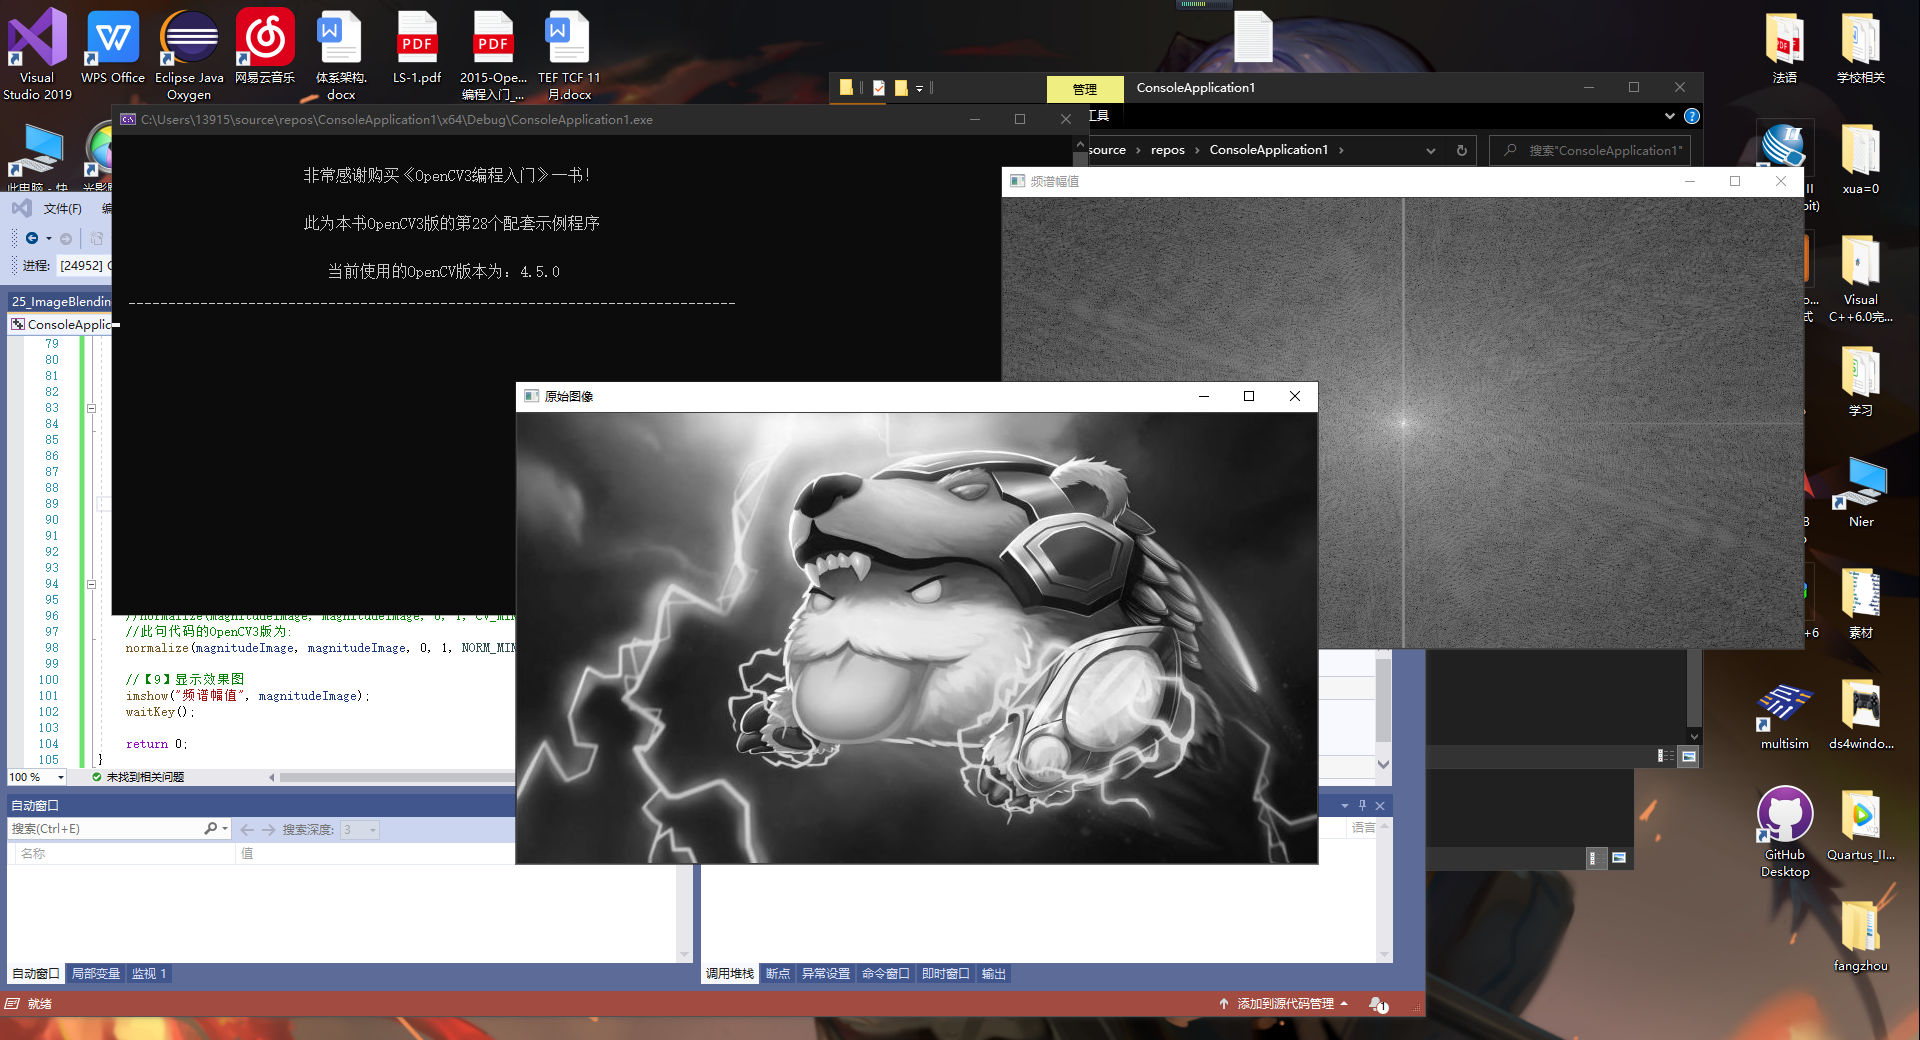 Visual Studio 2019
WPS Office
Eclipse Java Oxygen
网易云音乐
体系架构.docx
LS-1.pdf
2015-Ope...编程入门_...
TEF TCF 11月.docx
法语
学校相关
管理
ConsoleApplication1
C:\Users\13915\source\repos\ConsoleApplication1\x64\Debug\ConsoleApplication1.exe
工具
非常感谢购买《OpenCV3编程入门》一书!
此为本书OpenCV3版的第28个配套示例程序
当前使用的OpenCV版本为: 4.5.0
--------------------------------------------------------------------------------
source › repos › ConsoleApplication1 ›
搜索"ConsoleApplication1"
频谱幅值
此电脑 - 快
xua=0
文件(F)
进程:
[24952]
25_ImageBlendin
ConsoleApplic
原始图像
79
80
81
82
83
84
85
86
87
88
89
90
91
92
93
94
95
96 //normalize(magnitudeImage, magnitudeImage, 0, 1, CV_MIN
97 //此句代码的OpenCV3版为:
98 normalize(magnitudeImage, magnitudeImage, 0, 1, NORM_MIN
99
100 //【9】显示效果图
101 imshow("频谱幅值", magnitudeImage);
102 waitKey();
103
104 return 0;
105 }
100 %
未找到相关问题
自动窗口
搜索(Ctrl+E)
搜索深度:
3
名称
值
语言
自动窗口
局部变量
监视 1
调用堆栈
断点
异常设置
命令窗口
即时窗口
输出
就绪
添加到源代码管理
1
Visual C++6.0完...
学习
Nier
素材
multisim
ds4windo...
GitHub Desktop
Quartus_II...
fangzhou